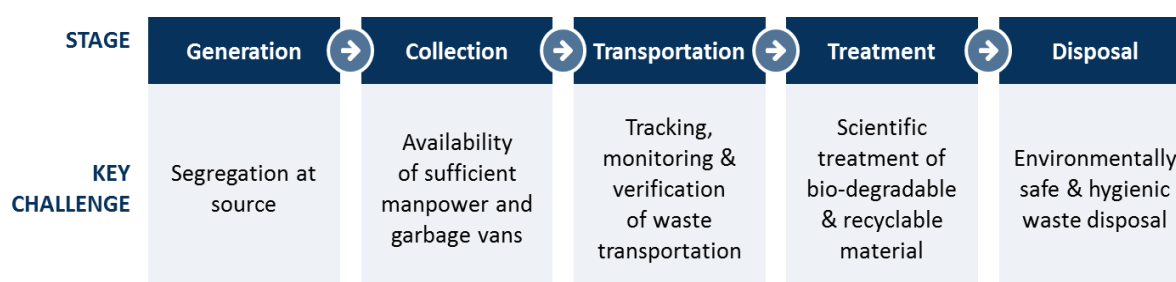 STAGE
Generation
Collection
Transportation
Treatment
Disposal
KEY
CHALLENGE
Segregation at
source
Availability
of sufficient
manpower and
garbage vans
Tracking,
monitoring &
verification
of waste
transportation
Scientific
treatment of
bio-degradable
& recyclable
material
Environmentally
safe & hygienic
waste disposal